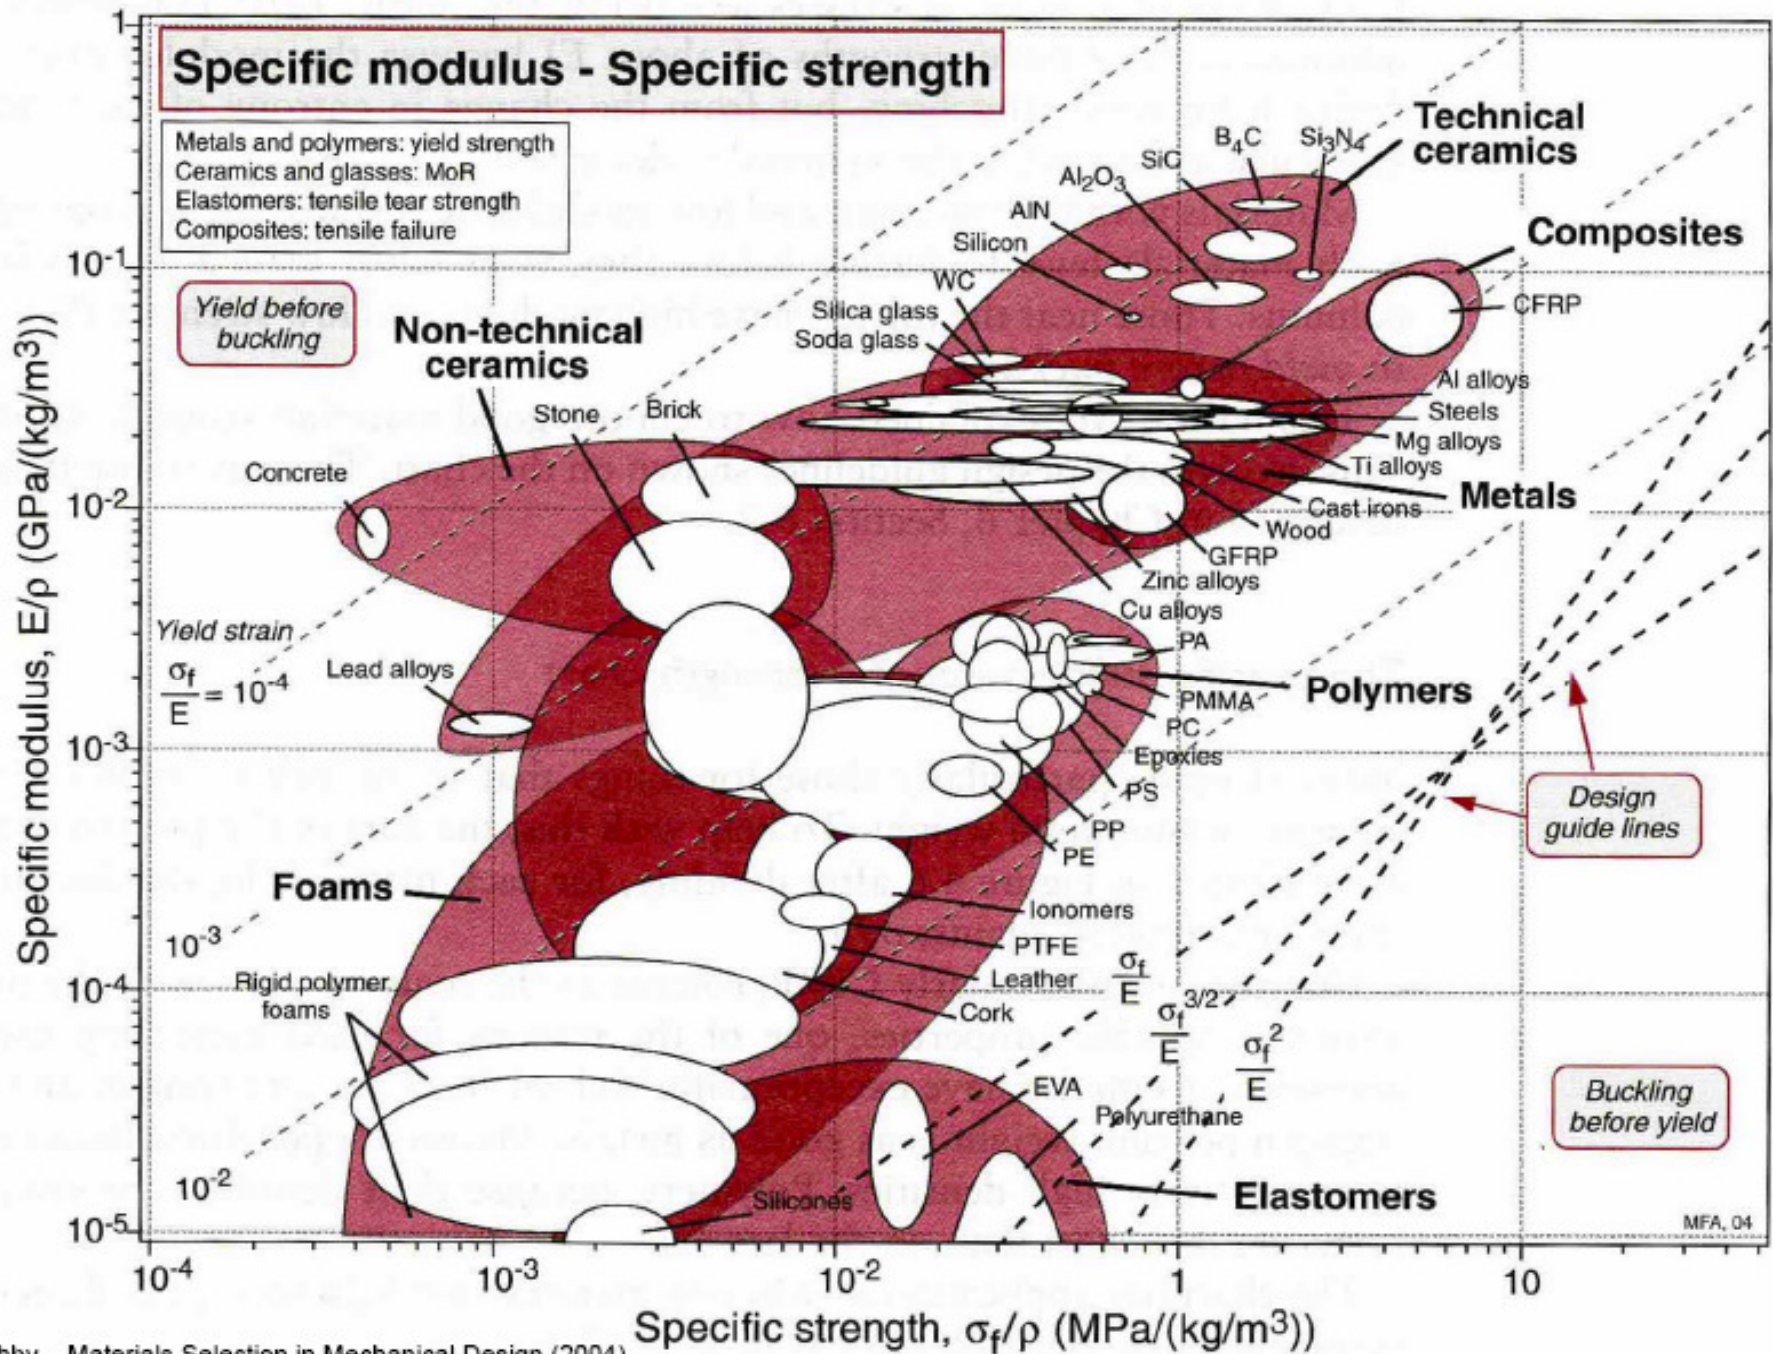 Specific modulus - Specific strength
Metals and polymers: yield strength
Ceramics and glasses: MoR
Elastomers: tensile tear strength
Composites: tensile failure
Yield before
buckling
Non-technical
ceramics
Technical
ceramics
Composites
B4C
Si3N4
SiC
Al2O3
AlN
Silicon
WC
Silica glass
Soda glass
CFRP
Al alloys
Steels
Mg alloys
Ti alloys
Metals
Cast irons
Wood
GFRP
Zinc alloys
Cu alloys
Stone
Brick
Concrete
Yield strain
σf/E = 10-4
Lead alloys
PA
Polymers
PMMA
PC
Epoxies
PS
PP
PE
Design
guide lines
Foams
Ionomers
PTFE
Leather
Cork
10-3
Rigid polymer
foams
σf/E
σf3/2/E
σf2/E
EVA
Polyurethane
Buckling
before yield
10-2
Silicones
Elastomers
MFA, 04
Specific modulus, E/ρ (GPa/(kg/m3))
1
10-1
10-2
10-3
10-4
10-5
10-4
10-3
10-2
1
10
Specific strength, σf/ρ (MPa/(kg/m3))
Materials Selection in Mechanical Design (2004)